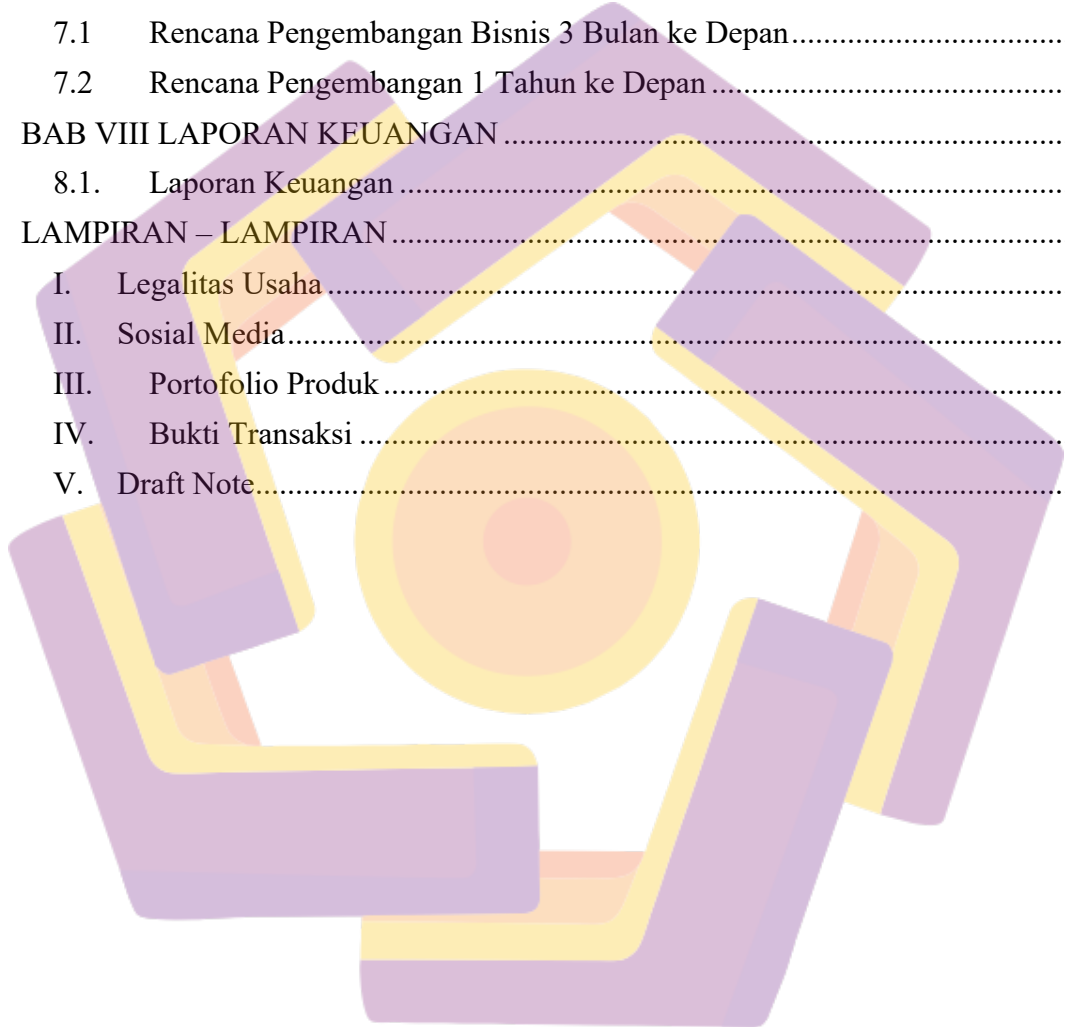 7.1 Rencana Pengembangan Bisnis 3 Bulan ke Depan..................................
7.2 Rencana Pengembangan 1 Tahun ke Depan ............................................
BAB VIII LAPORAN KEUANGAN ......................................................................
8.1. Laporan Keuangan ...................................................................................
LAMPIRAN – LAMPIRAN ....................................................................................
I. Legalitas Usaha .............................................................................................
II. Sosial Media..................................................................................................
III. Portofolio Produk .....................................................................................
IV. Bukti Transaksi ........................................................................................
V. Draft Note......................................................................................................